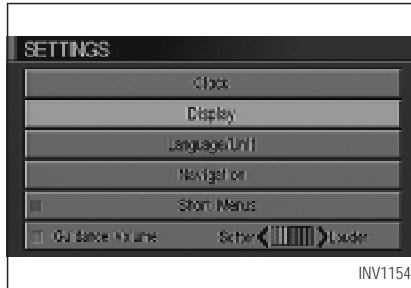 SETTINGS
Clock
Display
Language/Unit
Navigation
Short Menus
Guidance Volume Softer Louder
INV1154